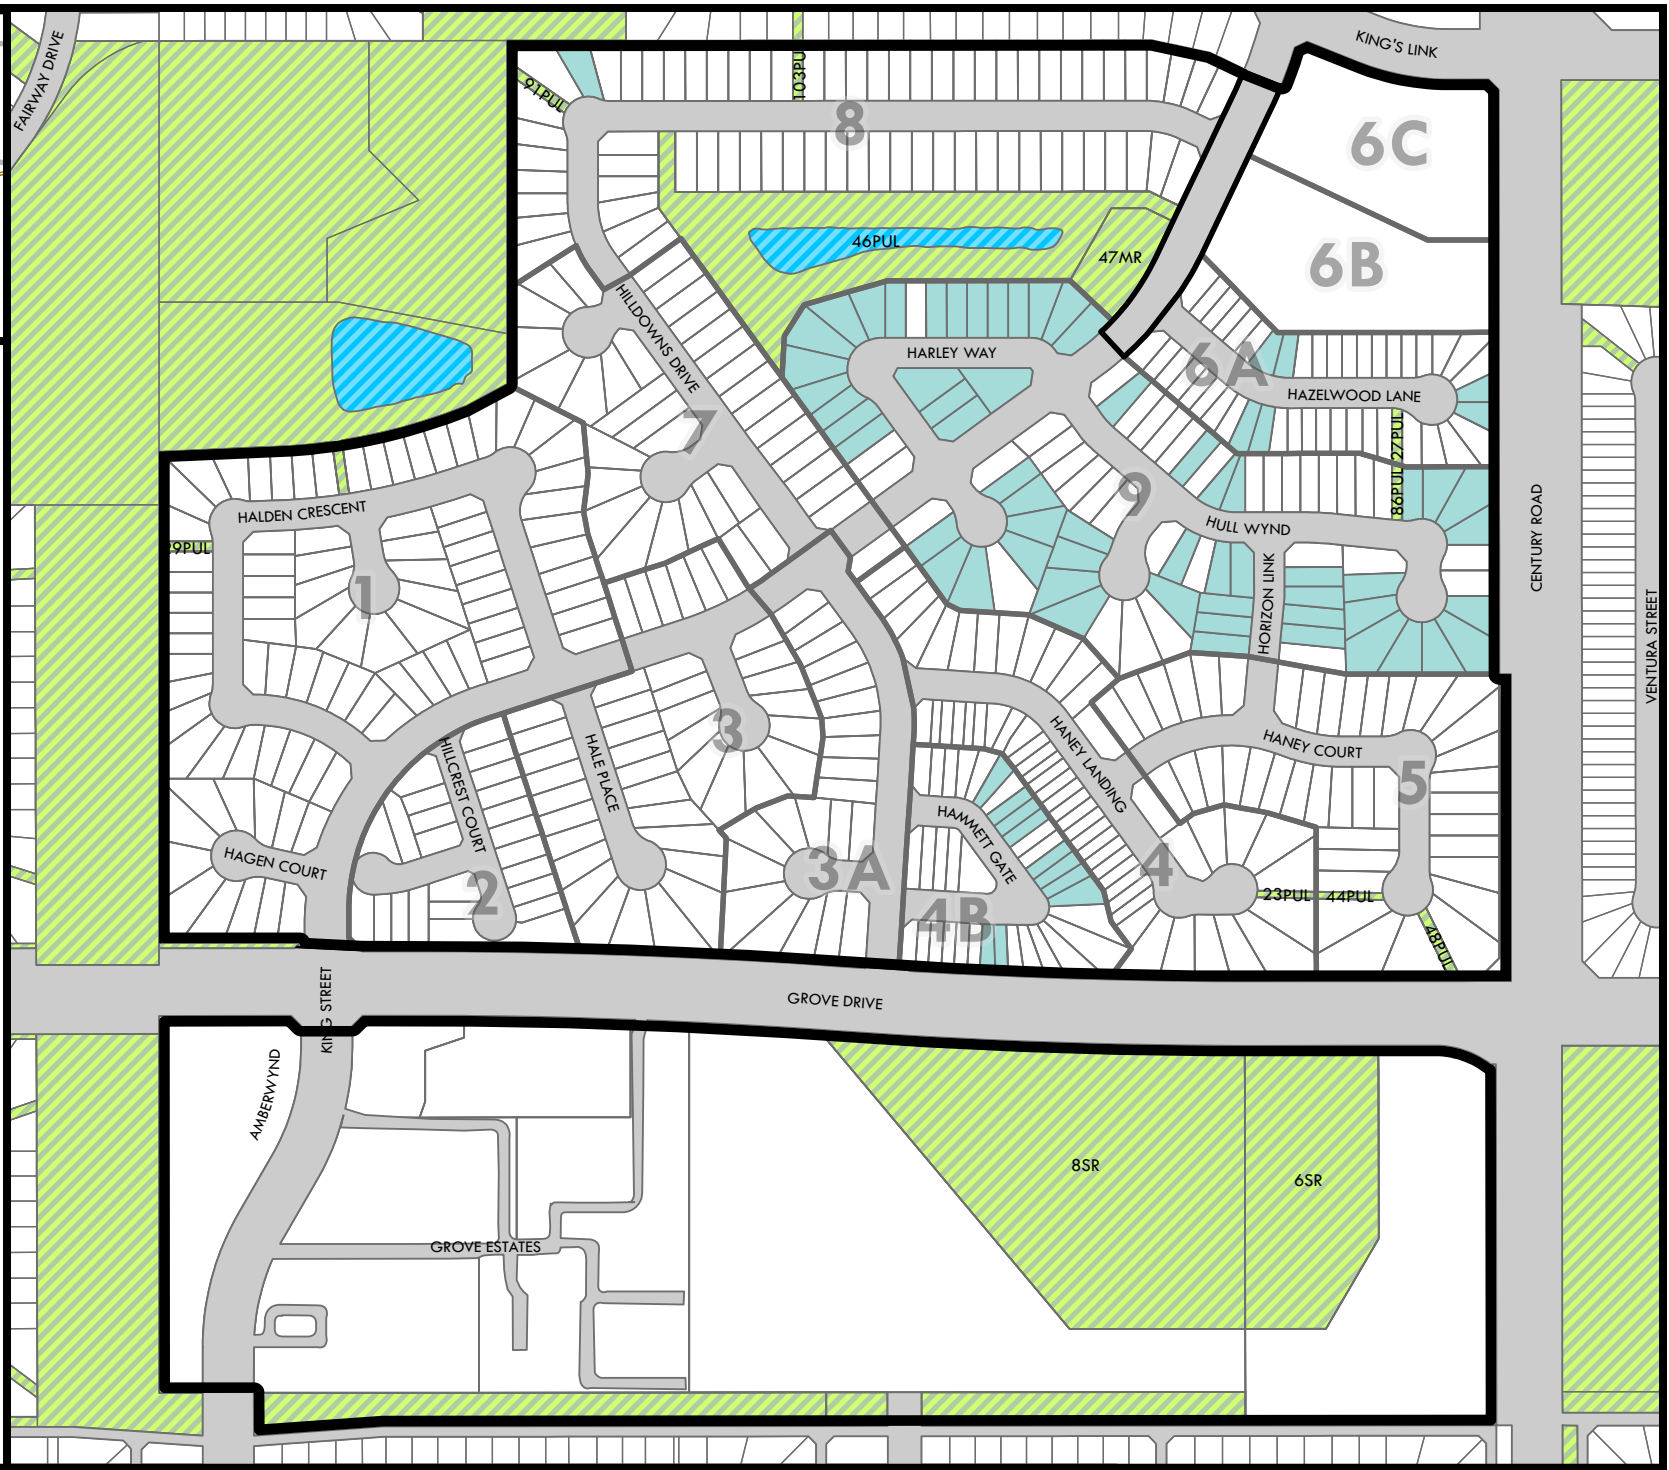 KING'S LINK
FAIRWAY DRIVE
91PUL
103PUL
8
6C
46PUL
47MR
6B
HILLDOWNS DRIVE
HARLEY WAY
6A
HAZELWOOD LANE
7
27PUL
86PUL
9
HALDEN CRESCENT
HULL WYND
CENTURY ROAD
29PUL
1
HORIZON LINK
VENTURA STREET
3
HALE PLACE
HILLCREST COURT
HANEY LANDING
HANEY COURT
5
HAMMETT GATE
HAGEN COURT
3A
4
2
4B
23PUL
44PUL
48PUL
GROVE DRIVE
KING STREET
AMBERWYND
8SR
6SR
GROVE ESTATES